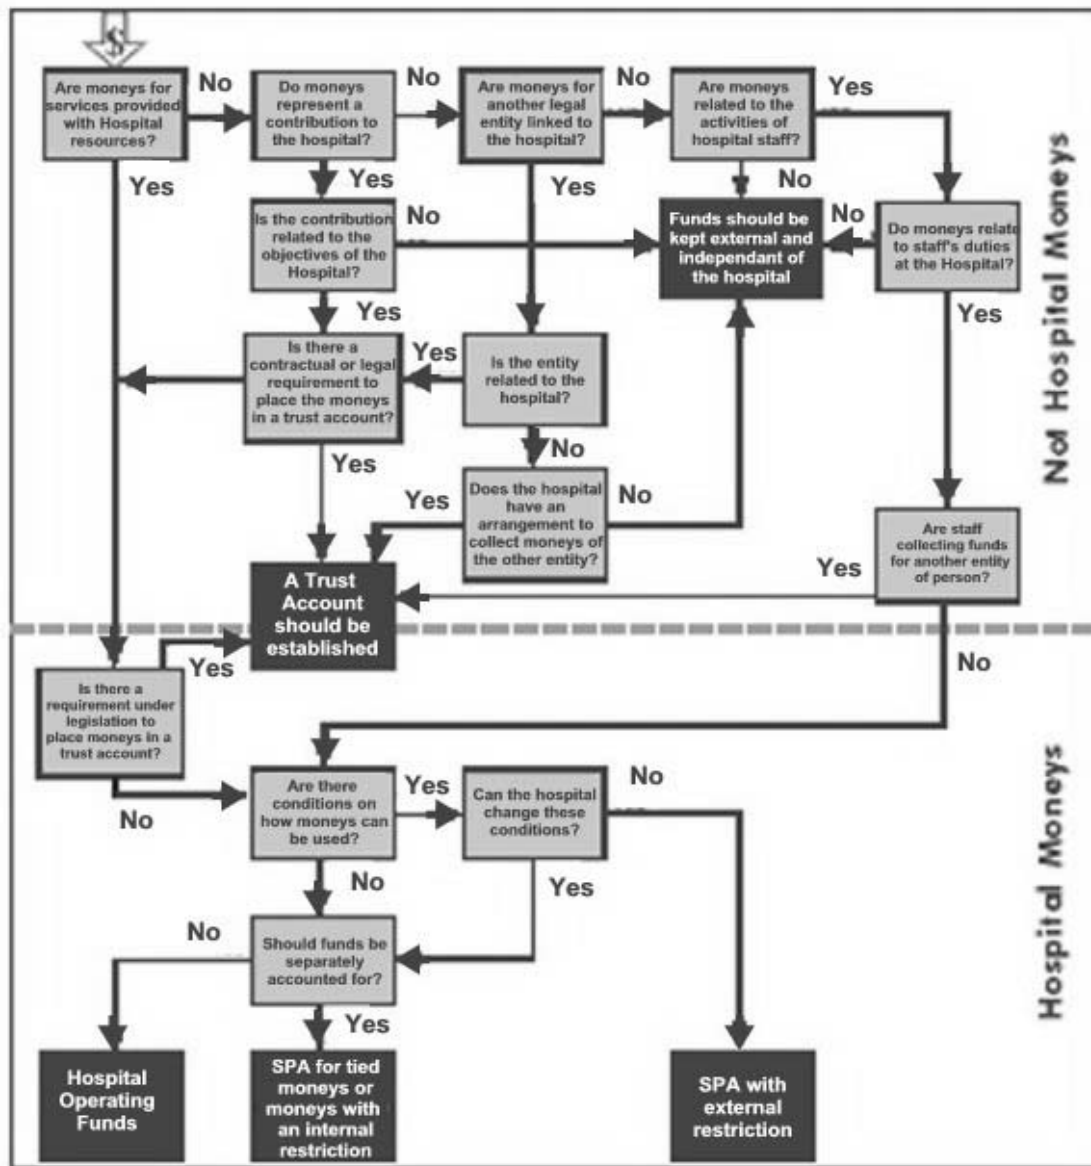 $
Are moneys for
services provided
with Hospital
resources?
No
Do moneys
represent a
contribution to
the hospital?
No
Are moneys for
another legal
entity linked to
the hospital?
No
Are moneys
related to the
activities of
hospital staff?
Yes
Yes
Yes
Yes
No
Is the contribution
related to the
objectives of the
Hospital?
No
Funds should be
kept external and
independant of
the hospital
No
Do moneys relate
to staff's duties
at the Hospital?
Yes
Yes
Is there a
contractual or legal
requirement to
place the moneys
in a trust account?
Yes
Is the entity
related to the
hospital?
No
Yes
Yes
Does the hospital
have an
arrangement to
collect moneys of
the other entity?
No
Are staff
collecting funds
for another entity
of person?
Yes
A Trust
Account
should be
established
No
Not Hospital Moneys
Is there a
requirement under
legislation to
place moneys in a
trust account?
Yes
No
Are there
conditions on
how moneys can
be used?
Yes
Can the hospital
change these
conditions?
No
No
Yes
Should funds be
separately
accounted for?
No
Yes
Hospital Moneys
Hospital
Operating
Funds
SPA for tied
moneys or
moneys with
an internal
restriction
SPA with
external
restriction